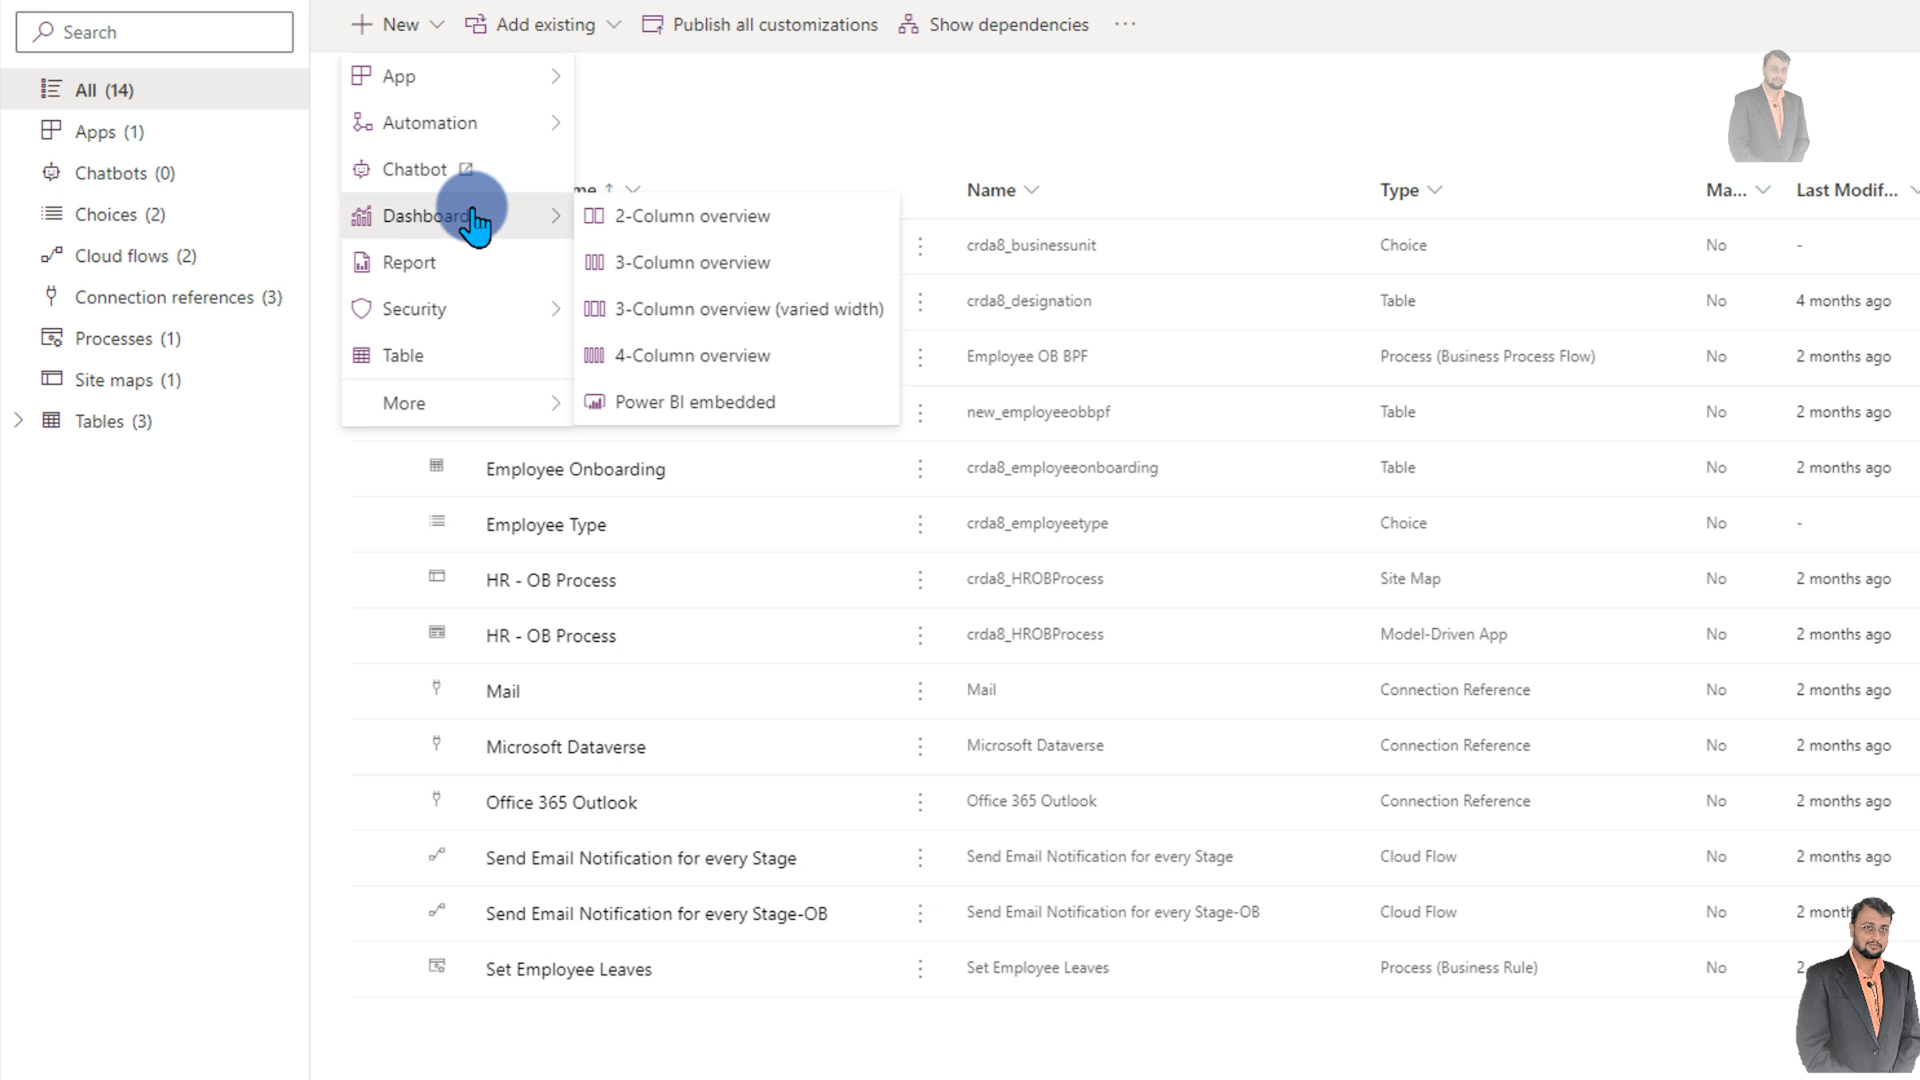 Search
New
Add existing
Publish all customizations
Show dependencies
...
All (14)
Apps (1)
Chatbots (0)
Choices (2)
Cloud flows (2)
Connection references (3)
Processes (1)
Site maps (1)
Tables (3)
App
Automation
Chatbot
Dashboard
Report
Security
Table
More
2-Column overview
3-Column overview
3-Column overview (varied width)
4-Column overview
Power BI embedded
me ↑ Name Type Ma... Last Modif...
crda8_businessunit Choice No -
crda8_designation Table No 4 months ago
Employee OB BPF Process (Business Process Flow) No 2 months ago
new_employeeobbpf Table No 2 months ago
Employee Onboarding crda8_employeeonboarding Table No 2 months ago
Employee Type crda8_employeetype Choice No -
HR - OB Process crda8_HROBProcess Site Map No 2 months ago
HR - OB Process crda8_HROBProcess Model-Driven App No 2 months ago
Mail Mail Connection Reference No 2 months ago
Microsoft Dataverse Microsoft Dataverse Connection Reference No 2 months ago
Office 365 Outlook Office 365 Outlook Connection Reference No 2 months ago
Send Email Notification for every Stage Send Email Notification for every Stage Cloud Flow No 2 months ago
Send Email Notification for every Stage-OB Send Email Notification for every Stage-OB Cloud Flow No 2 month
Set Employee Leaves Set Employee Leaves Process (Business Rule) No 2